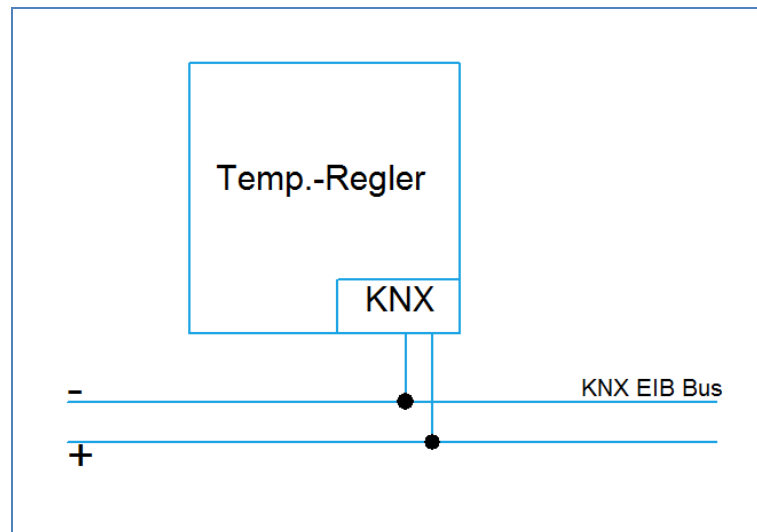 Temp.-Regler
KNX
-
KNX EIB Bus
+